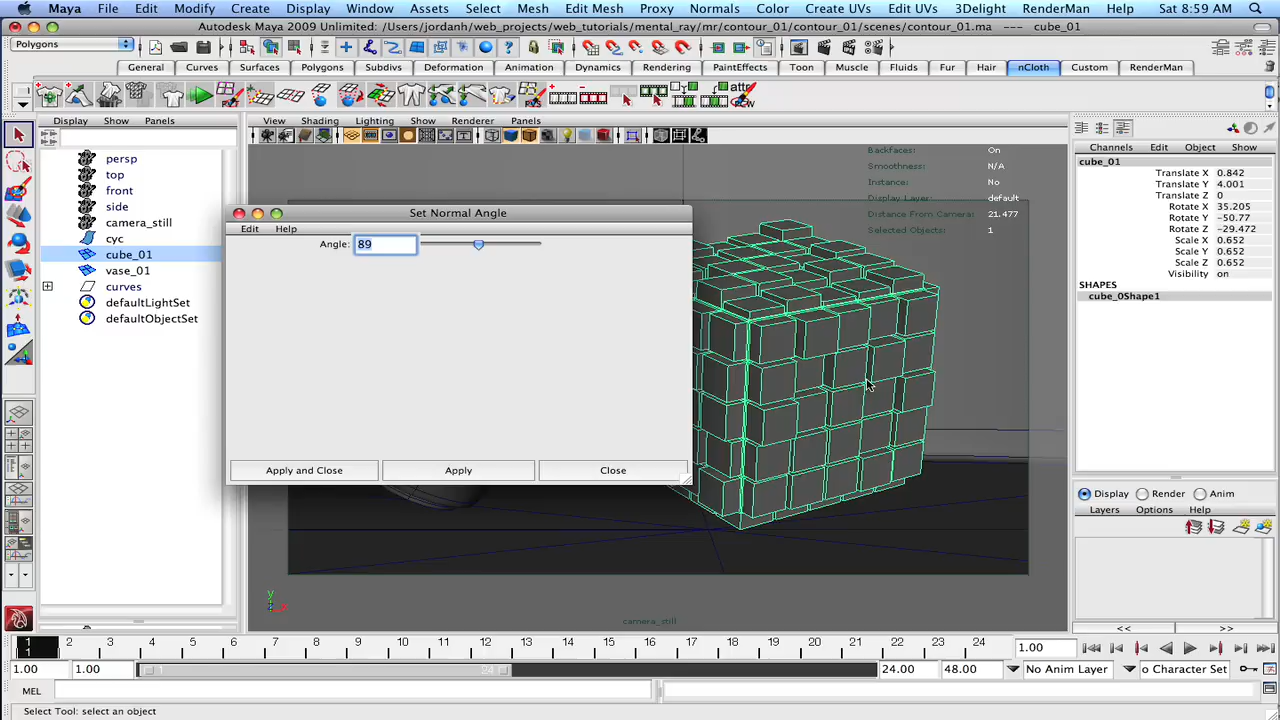 Maya File Edit Modify Create Display Window Assets Select Mesh Edit Mesh Proxy Normals Color Create UVs Edit UVs 3Delight RenderMan Help Sat 8:59 AM
Autodesk Maya 2009 Unlimited: /Users/jordanh/web_projects/web_tutorials/mental_ray/mr/contour_01/contour_01/scenes/contour_01.ma --- cube_01
Polygons
General Curves Surfaces Polygons Subdivs Deformation Animation Dynamics Rendering PaintEffects Toon Muscle Fluids Fur Hair nCloth Custom RenderMan
Display Show Panels
View Shading Lighting Show Renderer Panels
persp
top
front
side
camera_still
cyc
cube_01
vase_01
curves
defaultLightSet
defaultObjectSet
Backfaces: On
Smoothness: N/A
Instance: No
Display Layer: default
Distance From Camera: 21.477
Selected Objects: 1
Set Normal Angle
Edit Help
Angle: 89
Apply and Close Apply Close
y
z x
camera_still
Channels Edit Object Show
cube_01
Translate X 0.842
Translate Y 4.001
Translate Z 0
Rotate X 35.205
Rotate Y -50.77
Rotate Z -29.472
Scale X 0.652
Scale Y 0.652
Scale Z 0.652
Visibility on
SHAPES
cube_0Shape1
Display Render Anim
Layers Options Help
<< >>
1 2 3 4 5 6 7 8 9 10 11 12 13 14 15 16 17 18 19 20 21 22 23 24
1
1.00
1.00 1.00 1 24 24.00 48.00 No Anim Layer o Character Set
MEL
Select Tool: select an object